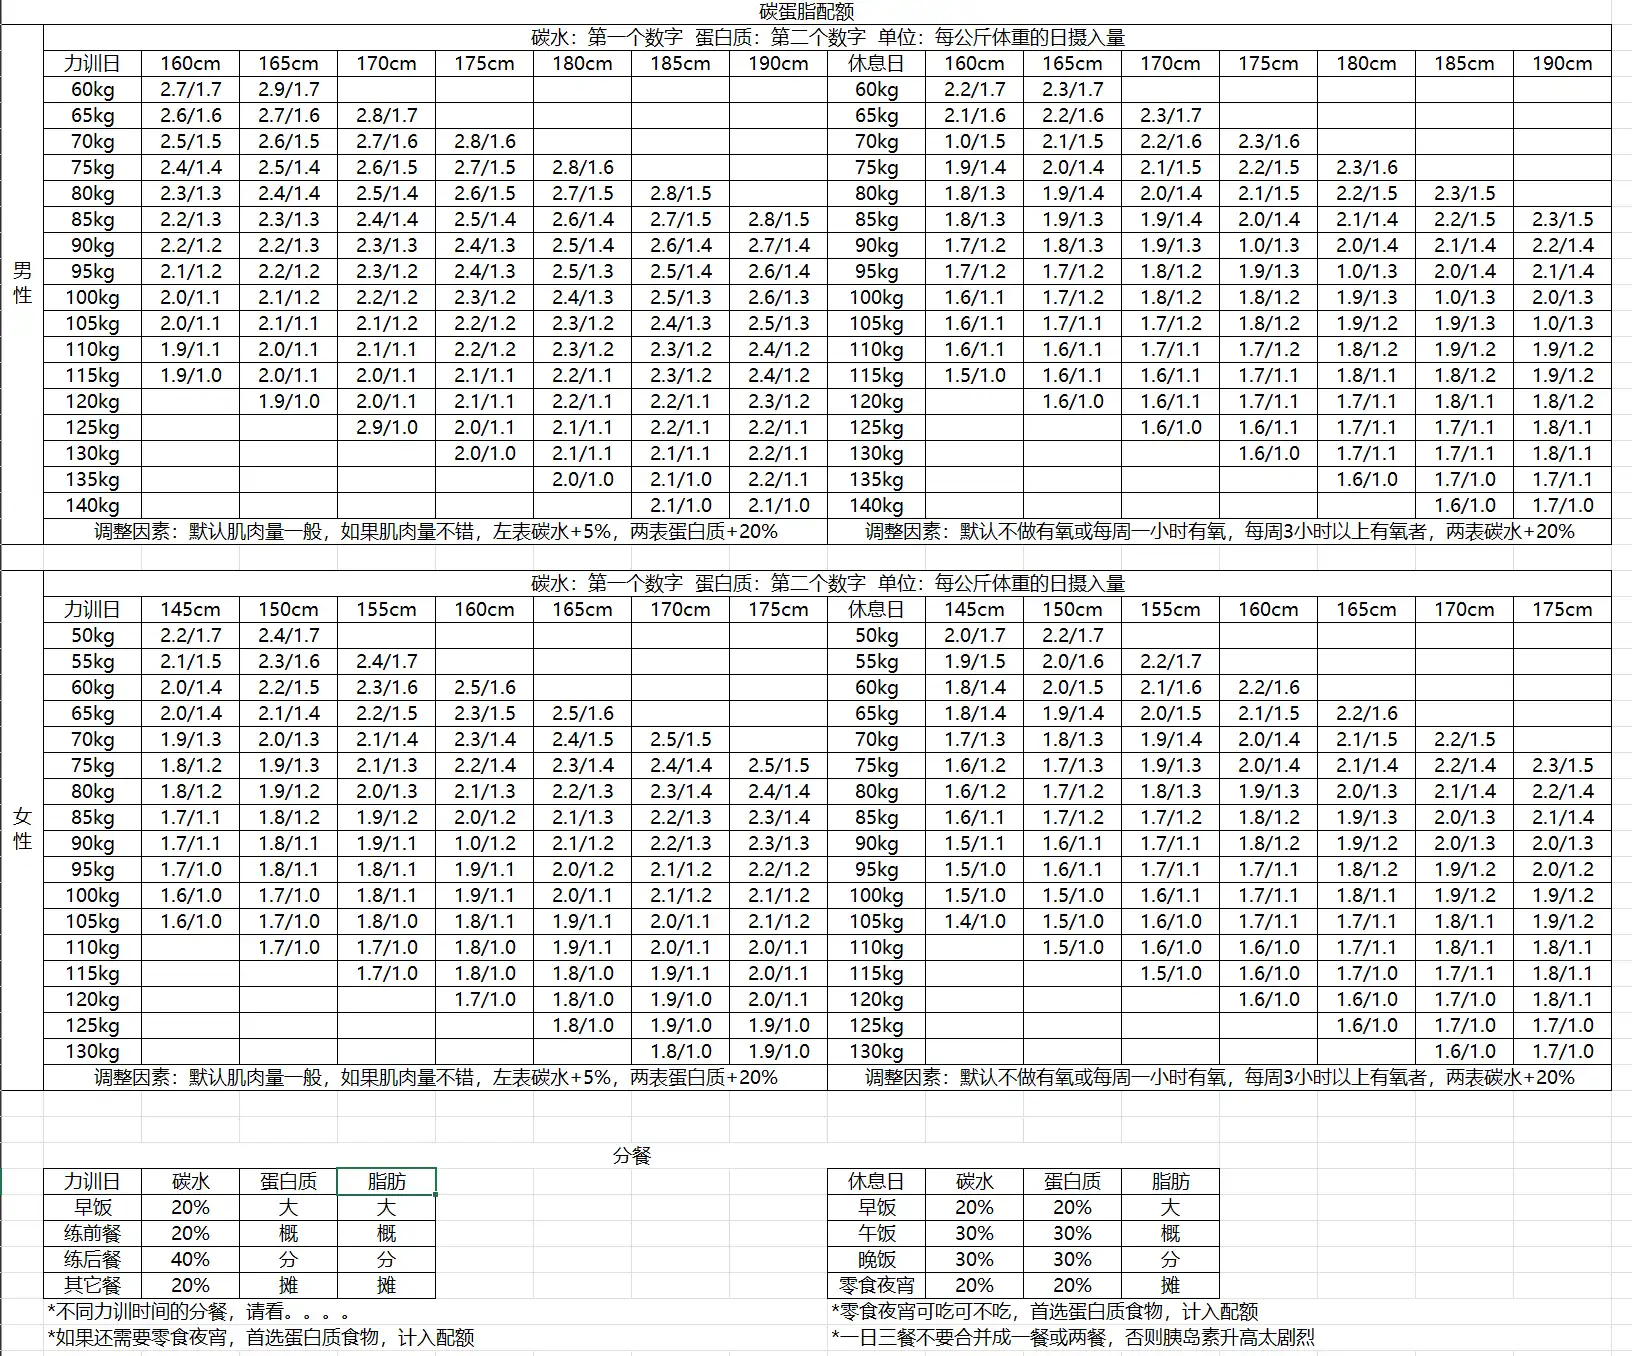 碳蛋脂配额
男性
碳水：第一个数字 蛋白质：第二个数字 单位：每公斤体重的日摄入量
力训日 160cm 165cm 170cm 175cm 180cm 185cm 190cm 休息日 160cm 165cm 170cm 175cm 180cm 185cm 190cm
60kg 2.7/1.7 2.9/1.7 60kg 2.2/1.7 2.3/1.7
65kg 2.6/1.6 2.7/1.6 2.8/1.7 65kg 2.1/1.6 2.2/1.6 2.3/1.7
70kg 2.5/1.5 2.6/1.5 2.7/1.6 2.8/1.6 70kg 1.0/1.5 2.1/1.5 2.2/1.6 2.3/1.6
75kg 2.4/1.4 2.5/1.4 2.6/1.5 2.7/1.5 2.8/1.6 75kg 1.9/1.4 2.0/1.4 2.1/1.5 2.2/1.5 2.3/1.6
80kg 2.3/1.3 2.4/1.4 2.5/1.4 2.6/1.5 2.7/1.5 2.8/1.5 80kg 1.8/1.3 1.9/1.4 2.0/1.4 2.1/1.5 2.2/1.5 2.3/1.5
85kg 2.2/1.3 2.3/1.3 2.4/1.4 2.5/1.4 2.6/1.4 2.7/1.5 2.8/1.5 85kg 1.8/1.3 1.9/1.3 1.9/1.4 2.0/1.4 2.1/1.4 2.2/1.5 2.3/1.5
90kg 2.2/1.2 2.2/1.3 2.3/1.3 2.4/1.3 2.5/1.4 2.6/1.4 2.7/1.4 90kg 1.7/1.2 1.8/1.3 1.9/1.3 1.0/1.3 2.0/1.4 2.1/1.4 2.2/1.4
95kg 2.1/1.2 2.2/1.2 2.3/1.2 2.4/1.3 2.5/1.3 2.5/1.4 2.6/1.4 95kg 1.7/1.2 1.7/1.2 1.8/1.2 1.9/1.3 1.0/1.3 2.0/1.4 2.1/1.4
100kg 2.0/1.1 2.1/1.2 2.2/1.2 2.3/1.2 2.4/1.3 2.5/1.3 2.6/1.3 100kg 1.6/1.1 1.7/1.2 1.8/1.2 1.8/1.2 1.9/1.3 1.0/1.3 2.0/1.3
105kg 2.0/1.1 2.1/1.1 2.1/1.2 2.2/1.2 2.3/1.2 2.4/1.3 2.5/1.3 105kg 1.6/1.1 1.7/1.1 1.7/1.2 1.8/1.2 1.9/1.2 1.9/1.3 1.0/1.3
110kg 1.9/1.1 2.0/1.1 2.1/1.1 2.2/1.2 2.3/1.2 2.3/1.2 2.4/1.2 110kg 1.6/1.1 1.6/1.1 1.7/1.1 1.7/1.2 1.8/1.2 1.9/1.2 1.9/1.2
115kg 1.9/1.0 2.0/1.1 2.0/1.1 2.1/1.1 2.2/1.1 2.3/1.2 2.4/1.2 115kg 1.5/1.0 1.6/1.1 1.6/1.1 1.7/1.1 1.8/1.1 1.8/1.2 1.9/1.2
120kg 1.9/1.0 2.0/1.1 2.1/1.1 2.2/1.1 2.2/1.1 2.3/1.2 120kg 1.6/1.0 1.6/1.1 1.7/1.1 1.7/1.1 1.8/1.1 1.8/1.2
125kg 2.9/1.0 2.0/1.1 2.1/1.1 2.2/1.1 2.2/1.1 125kg 1.6/1.0 1.6/1.1 1.7/1.1 1.7/1.1 1.8/1.1
130kg 2.0/1.0 2.1/1.1 2.1/1.1 2.2/1.1 130kg 1.6/1.0 1.7/1.1 1.7/1.1 1.8/1.1
135kg 2.0/1.0 2.1/1.0 2.2/1.1 135kg 1.6/1.0 1.7/1.0 1.7/1.1
140kg 2.1/1.0 2.1/1.0 140kg 1.6/1.0 1.7/1.0
调整因素：默认肌肉量一般，如果肌肉量不错，左表碳水+5%，两表蛋白质+20% 调整因素：默认不做有氧或每周一小时有氧，每周3小时以上有氧者，两表碳水+20%
女性
碳水：第一个数字 蛋白质：第二个数字 单位：每公斤体重的日摄入量
力训日 145cm 150cm 155cm 160cm 165cm 170cm 175cm 休息日 145cm 150cm 155cm 160cm 165cm 170cm 175cm
50kg 2.2/1.7 2.4/1.7 50kg 2.0/1.7 2.2/1.7
55kg 2.1/1.5 2.3/1.6 2.4/1.7 55kg 1.9/1.5 2.0/1.6 2.2/1.7
60kg 2.0/1.4 2.2/1.5 2.3/1.6 2.5/1.6 60kg 1.8/1.4 2.0/1.5 2.1/1.6 2.2/1.6
65kg 2.0/1.4 2.1/1.4 2.2/1.5 2.3/1.5 2.5/1.6 65kg 1.8/1.4 1.9/1.4 2.0/1.5 2.1/1.5 2.2/1.6
70kg 1.9/1.3 2.0/1.3 2.1/1.4 2.3/1.4 2.4/1.5 2.5/1.5 70kg 1.7/1.3 1.8/1.3 1.9/1.4 2.0/1.4 2.1/1.5 2.2/1.5
75kg 1.8/1.2 1.9/1.3 2.1/1.3 2.2/1.4 2.3/1.4 2.4/1.4 2.5/1.5 75kg 1.6/1.2 1.7/1.3 1.9/1.3 2.0/1.4 2.1/1.4 2.2/1.4 2.3/1.5
80kg 1.8/1.2 1.9/1.2 2.0/1.3 2.1/1.3 2.2/1.3 2.3/1.4 2.4/1.4 80kg 1.6/1.2 1.7/1.2 1.8/1.3 1.9/1.3 2.0/1.3 2.1/1.4 2.2/1.4
85kg 1.7/1.1 1.8/1.2 1.9/1.2 2.0/1.2 2.1/1.3 2.2/1.3 2.3/1.4 85kg 1.6/1.1 1.7/1.2 1.7/1.2 1.8/1.2 1.9/1.3 2.0/1.3 2.1/1.4
90kg 1.7/1.1 1.8/1.1 1.9/1.1 1.0/1.2 2.1/1.2 2.2/1.3 2.3/1.3 90kg 1.5/1.1 1.6/1.1 1.7/1.1 1.8/1.2 1.9/1.2 2.0/1.3 2.0/1.3
95kg 1.7/1.0 1.8/1.1 1.8/1.1 1.9/1.1 2.0/1.2 2.1/1.2 2.2/1.2 95kg 1.5/1.0 1.6/1.1 1.7/1.1 1.7/1.1 1.8/1.2 1.9/1.2 2.0/1.2
100kg 1.6/1.0 1.7/1.0 1.8/1.1 1.9/1.1 2.0/1.1 2.1/1.2 2.1/1.2 100kg 1.5/1.0 1.5/1.0 1.6/1.1 1.7/1.1 1.8/1.1 1.9/1.2 1.9/1.2
105kg 1.6/1.0 1.7/1.0 1.8/1.0 1.8/1.1 1.9/1.1 2.0/1.1 2.1/1.2 105kg 1.4/1.0 1.5/1.0 1.6/1.0 1.7/1.1 1.7/1.1 1.8/1.1 1.9/1.2
110kg 1.7/1.0 1.7/1.0 1.8/1.0 1.9/1.1 2.0/1.1 2.0/1.1 110kg 1.5/1.0 1.6/1.0 1.6/1.0 1.7/1.1 1.8/1.1 1.8/1.1
115kg 1.7/1.0 1.8/1.0 1.8/1.0 1.9/1.1 2.0/1.1 115kg 1.5/1.0 1.6/1.0 1.7/1.0 1.7/1.1 1.8/1.1
120kg 1.7/1.0 1.8/1.0 1.9/1.0 2.0/1.1 120kg 1.6/1.0 1.6/1.0 1.7/1.0 1.8/1.1
125kg 1.8/1.0 1.9/1.0 1.9/1.0 125kg 1.6/1.0 1.7/1.0 1.7/1.0
130kg 1.8/1.0 1.9/1.0 130kg 1.6/1.0 1.7/1.0
调整因素：默认肌肉量一般，如果肌肉量不错，左表碳水+5%，两表蛋白质+20% 调整因素：默认不做有氧或每周一小时有氧，每周3小时以上有氧者，两表碳水+20%
分餐
力训日 碳水 蛋白质 脂肪 休息日 碳水 蛋白质 脂肪
早饭 20% 大 大 早饭 20% 20% 大
练前餐 20% 概 概 午饭 30% 30% 概
练后餐 40% 分 分 晚饭 30% 30% 分
其它餐 20% 摊 摊 零食夜宵 20% 20% 摊
*不同力训时间的分餐，请看。。。。 *零食夜宵可吃可不吃，首选蛋白质食物，计入配额
*如果还需要零食夜宵，首选蛋白质食物，计入配额 *一日三餐不要合并成一餐或两餐，否则胰岛素升高太剧烈